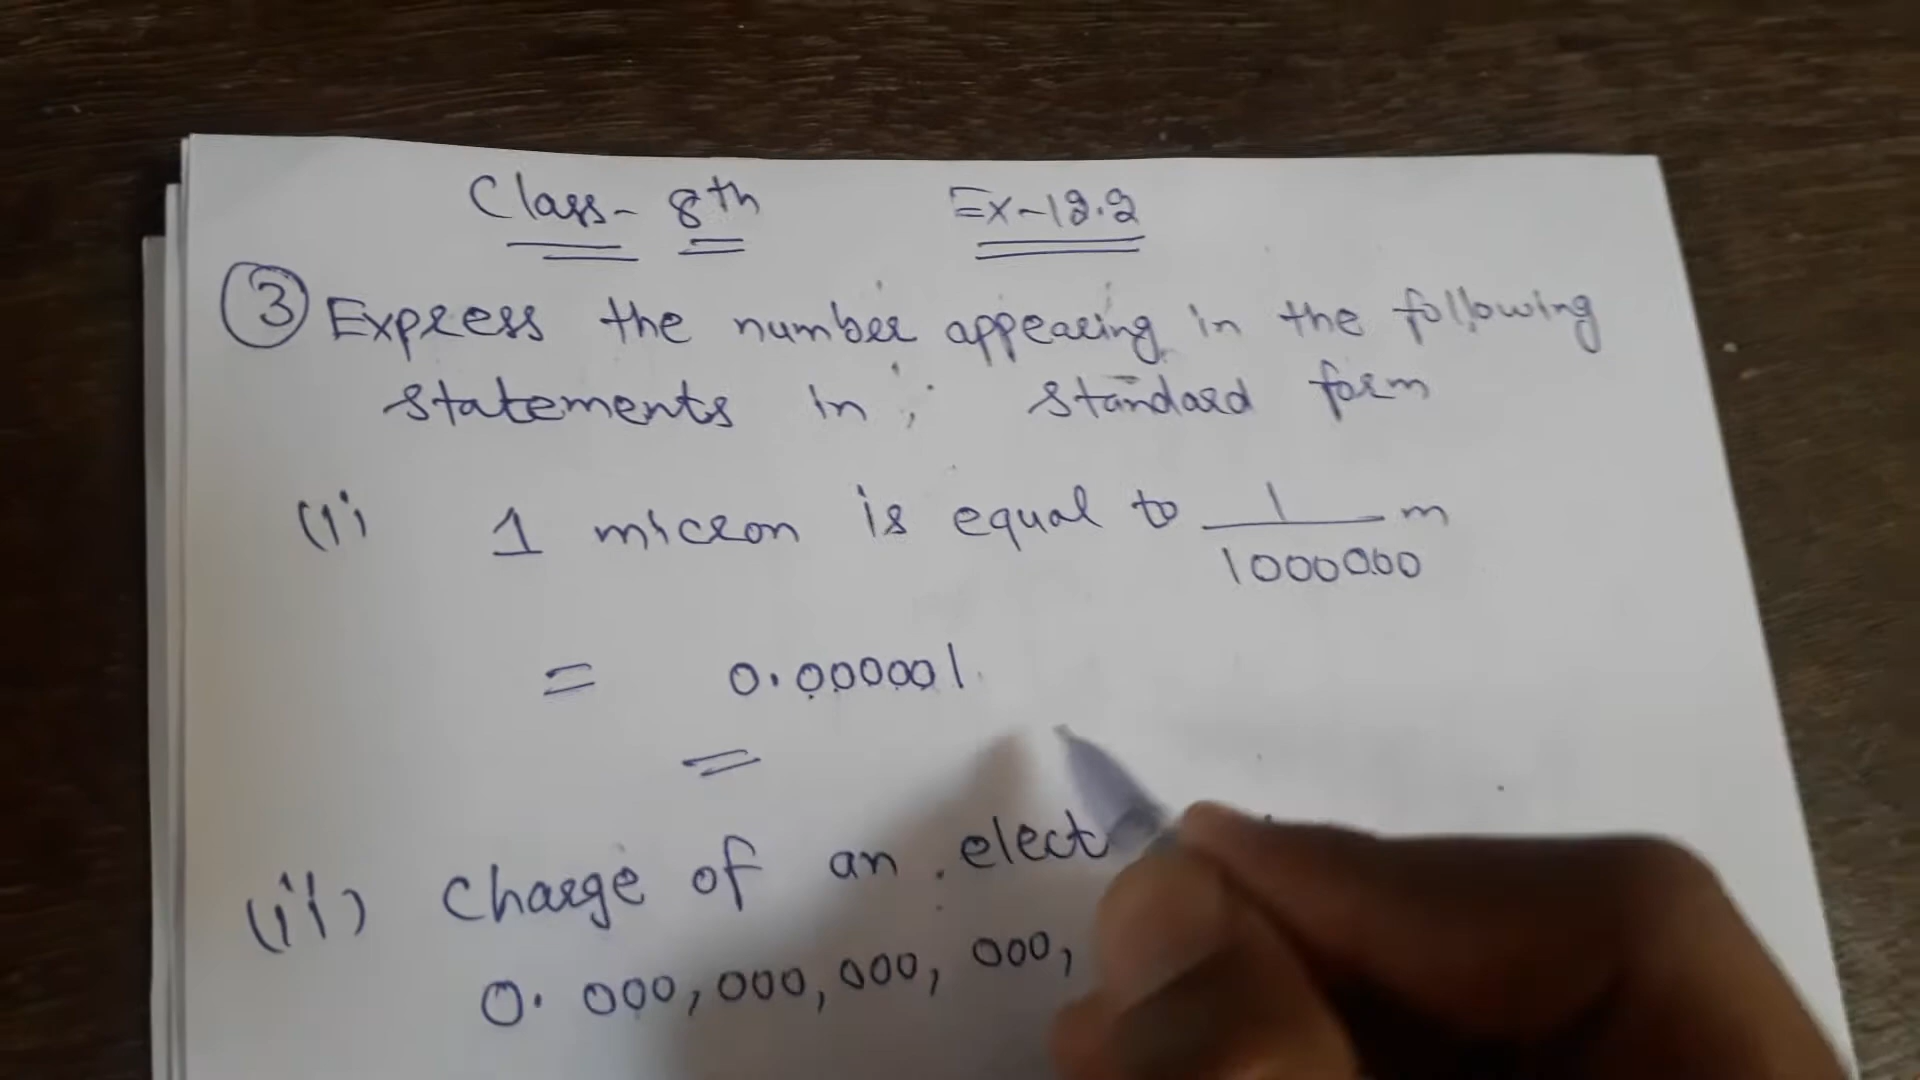 Class- 8th Ex-12.2
3 Express the number appearing in the following
statements in standard form
(i) 1 micron is equal to 1/1000000 m
= 0.000001
=
(ii) Charge of an elect
0.000,000,000,000,